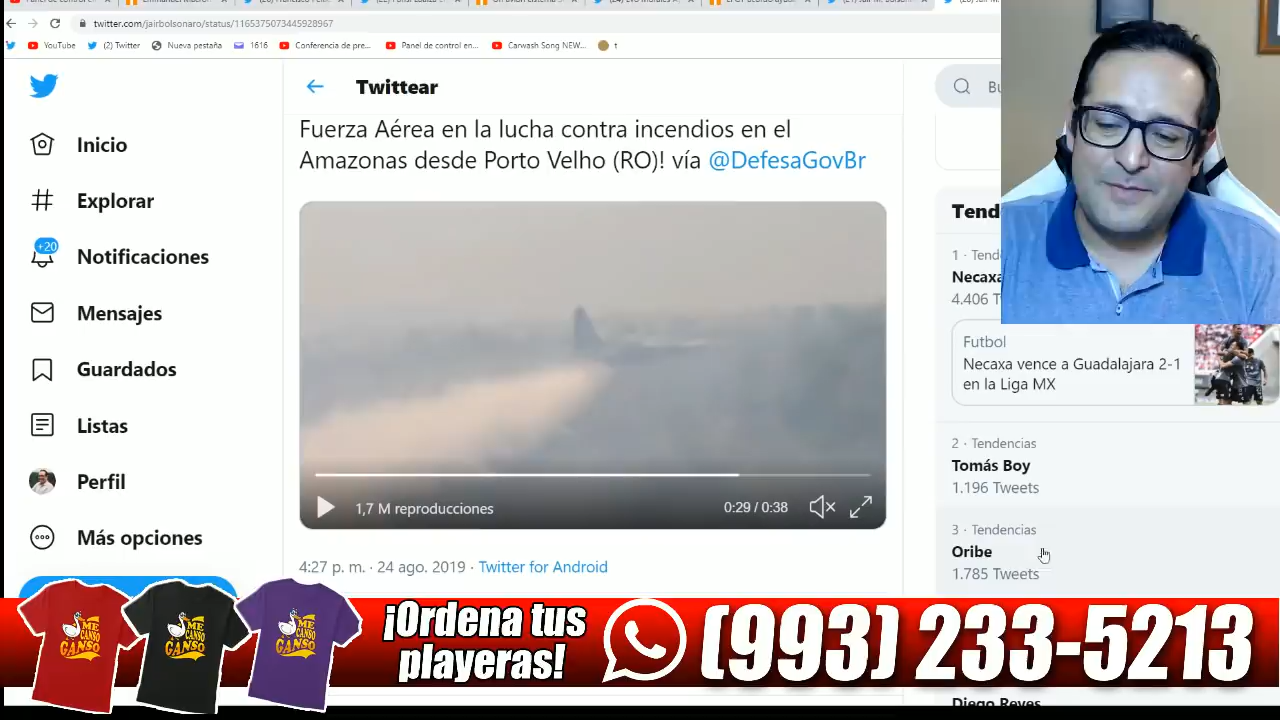 twitter.com/jairbolsonaro/status/1165375073445928967
YouTube
(2) Twitter
Nueva pestaña
1616
Conferencia de pre...
Panel de control en...
Carwash Song NEW...
t
Twittear
Fuerza Aérea en la lucha contra incendios en el
Amazonas desde Porto Velho (RO)! vía @DefesaGovBr
1,7 M reproducciones
0:29 / 0:38
4:27 p. m. · 24 ago. 2019 · Twitter for Android
Inicio
Explorar
+20
Notificaciones
Mensajes
Guardados
Listas
Perfil
Más opciones
Bu
Tend
1 · Tend
Necaxa
4.406 T
Futbol
Necaxa vence a Guadalajara 2-1
en la Liga MX
2 · Tendencias
Tomás Boy
1.196 Tweets
3 · Tendencias
Oribe
1.785 Tweets
Diego Reyes
ME
CANSO
GANSO
ME
CANSO
GANSO
ME
CANSO
GANSO
¡Ordena tus
playeras!
(993) 233-5213